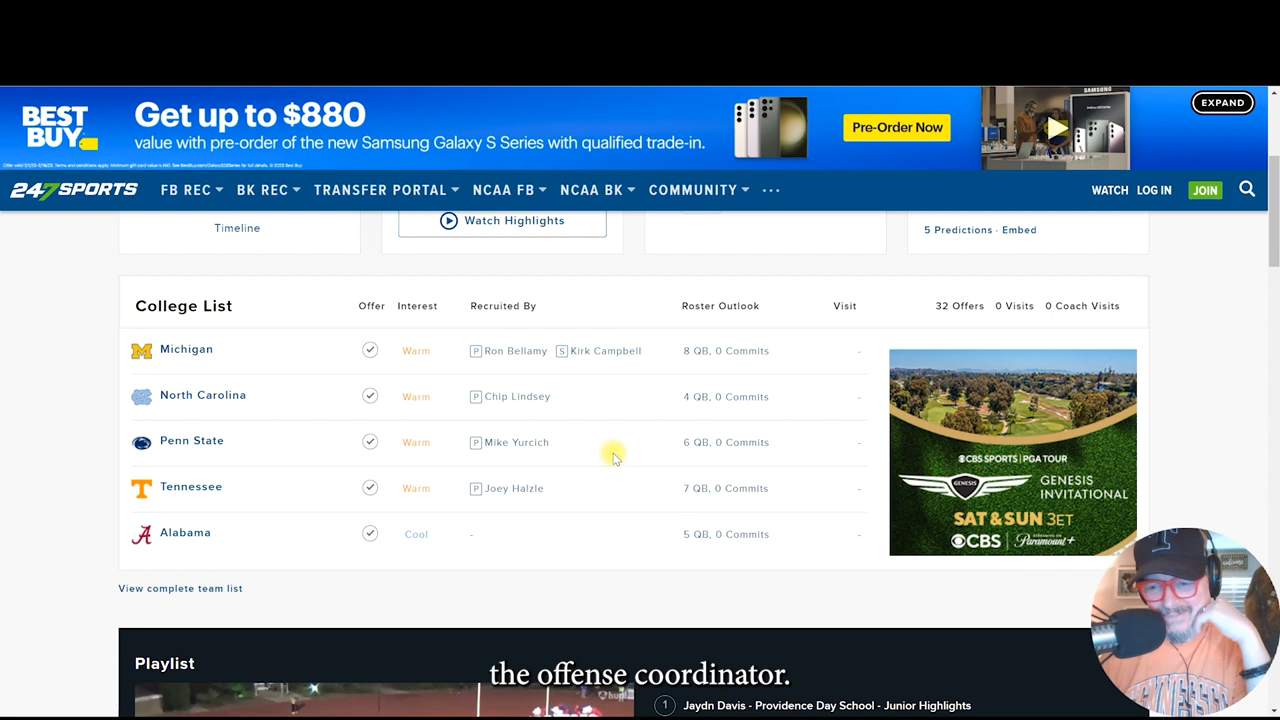 BEST BUY
Get up to $880
value with pre-order of the new Samsung Galaxy S Series with qualified trade-in.
Pre-Order Now
SAMSUNG
EXPAND
247SPORTS
FB REC
BK REC
TRANSFER PORTAL
NCAA FB
NCAA BK
COMMUNITY
WATCH
LOG IN
JOIN
Timeline
Watch Highlights
5 Predictions · Embed
College List
Offer Interest Recruited By Roster Outlook Visit 32 Offers 0 Visits 0 Coach Visits
Michigan Warm P Ron Bellamy S Kirk Campbell 8 QB, 0 Commits -
North Carolina Warm P Chip Lindsey 4 QB, 0 Commits -
Penn State Warm P Mike Yurcich 6 QB, 0 Commits -
Tennessee Warm P Joey Halzle 7 QB, 0 Commits -
Alabama Cool - 5 QB, 0 Commits -
CBS SPORTS | PGA TOUR
GENESIS
GENESIS
INVITATIONAL
SAT & SUN 3ET
CBS
Paramount+
View complete team list
Playlist
the offense coordinator.
1 Jaydn Davis - Providence Day School - Junior Highlights